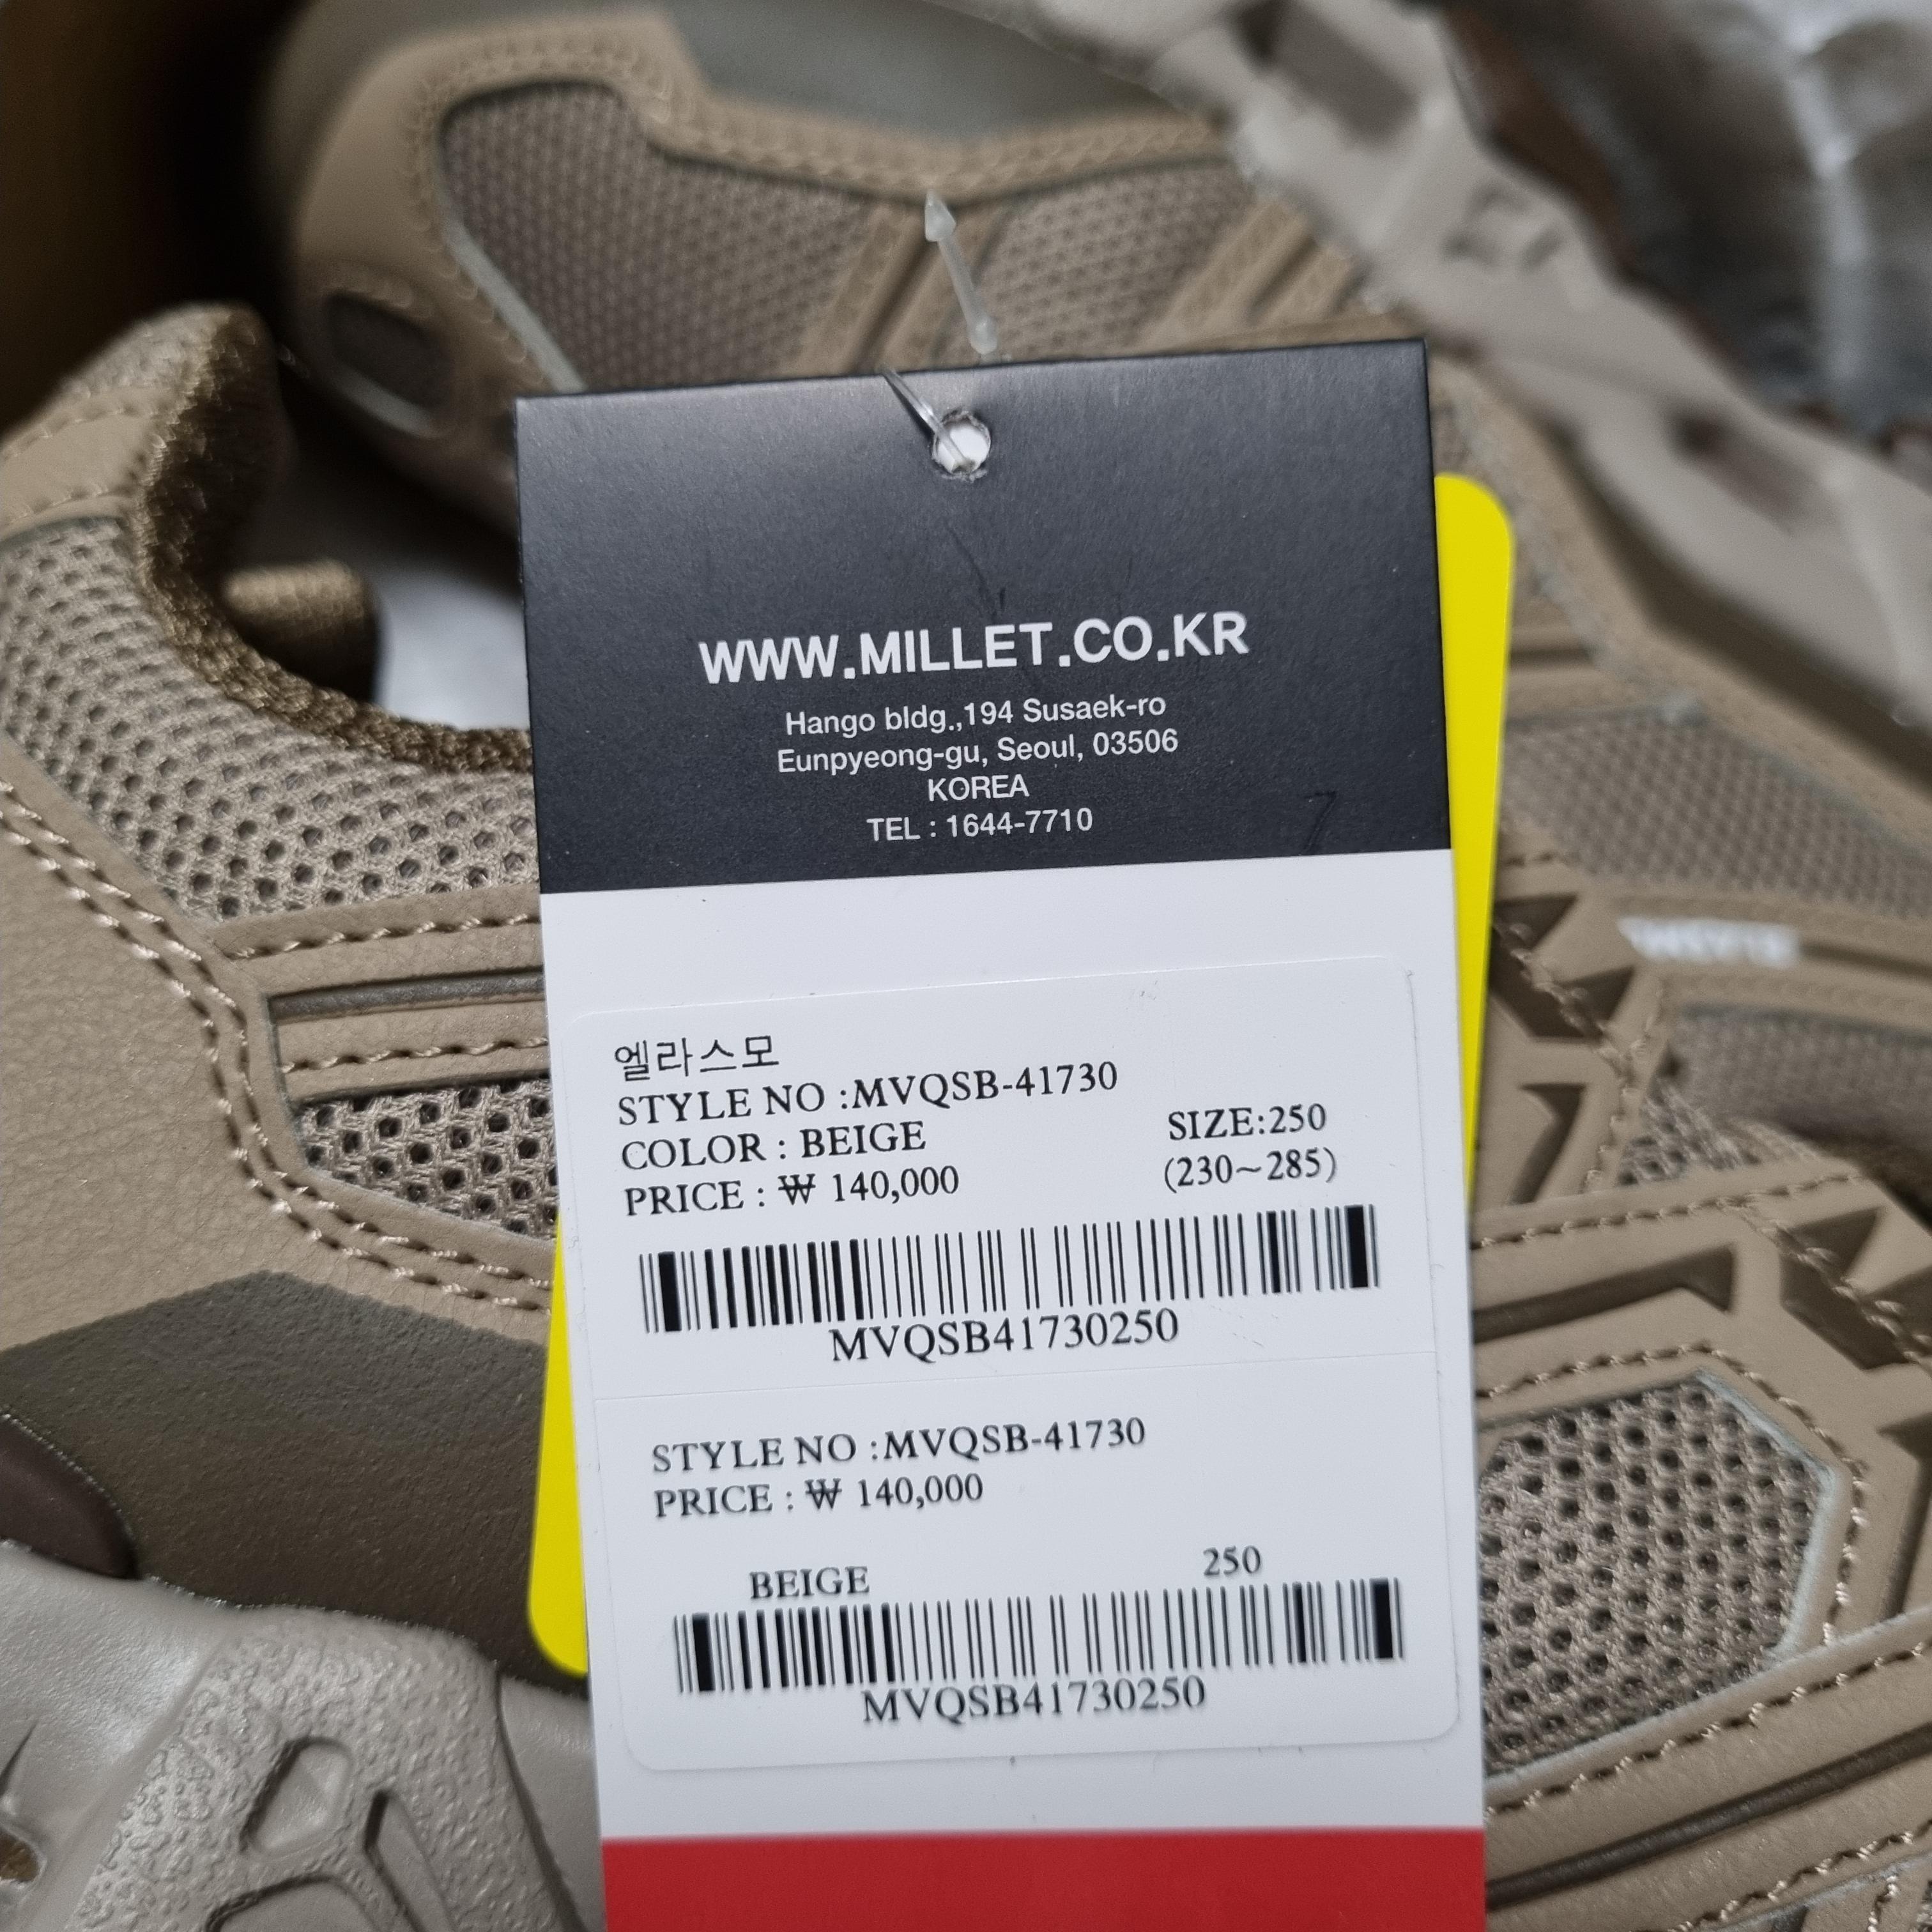 WWW.MILLET.CO.KR
Hango bldg.,194 Susaek-ro
Eunpyeong-gu, Seoul, 03506
KOREA
TEL : 1644-7710
엘라스모
STYLE NO :MVQSB-41730
COLOR : BEIGE SIZE:250
PRICE : ₩ 140,000 (230~285)
MVQSB41730250
STYLE NO :MVQSB-41730
PRICE : ₩ 140,000
BEIGE 250
MVQSB41730250